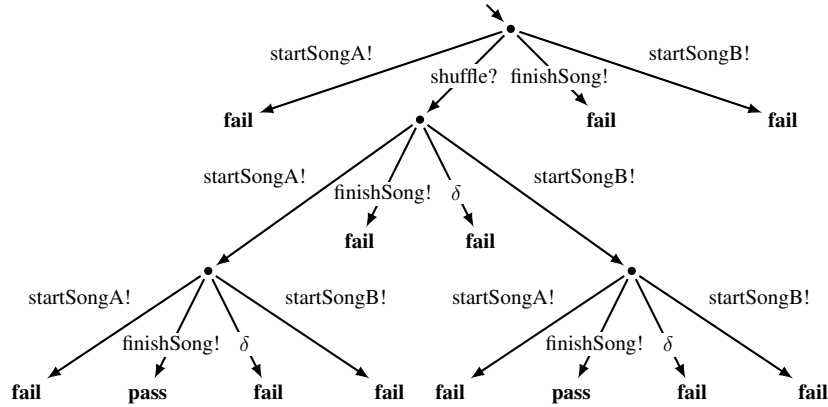 startSongA!
startSongB!
shuffle? finishSong!
fail fail fail
startSongA! finishSong! δ startSongB!
fail fail
startSongA! startSongB! startSongA! startSongB!
finishSong! δ finishSong! δ
fail pass fail fail fail pass fail fail